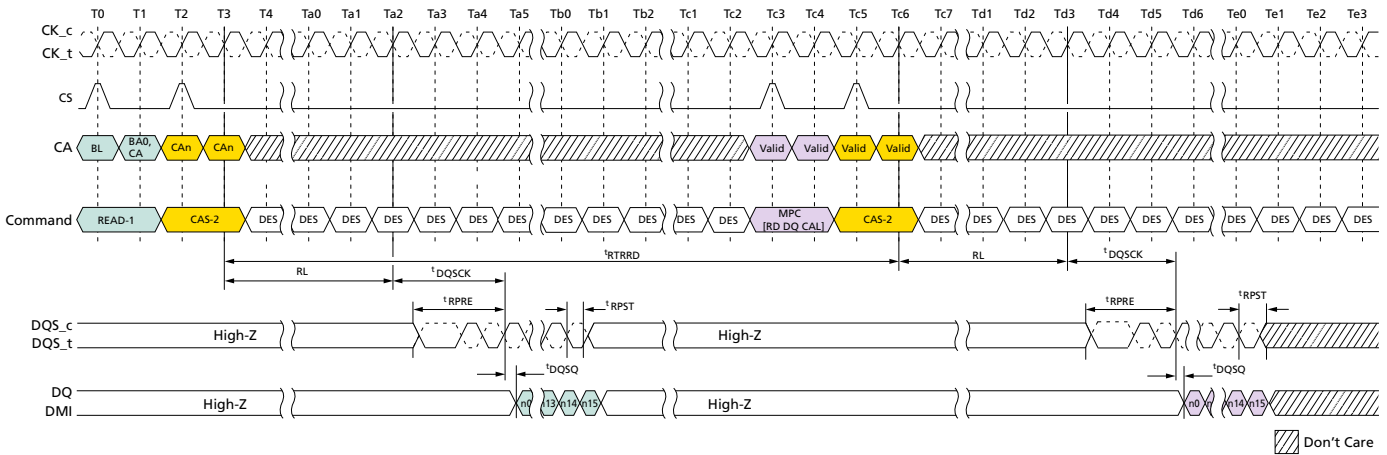 T0 T1 T2 T3 T4 Ta0 Ta1 Ta2 Ta3 Ta4 Ta5 Tb0 Tb1 Tb2 Tc1 Tc2 Tc3 Tc4 Tc5 Tc6 Tc7 Td1 Td2 Td3 Td4 Td5 Td6 Te0 Te1 Te2 Te3
CK_c
CK_t
CS
CA BL BA0, CA CAn CAn Valid Valid Valid Valid
Command READ-1 CAS-2 DES DES DES DES DES DES DES DES DES DES DES DES MPC [RD DQ CAL] CAS-2 DES DES DES DES DES DES DES DES DES DES DES
tRTRRD
RL tDQSCK RL tDQSCK
tRPRE tRPST tRPRE tRPST
DQS_c
DQS_t
High-Z High-Z
tDQSQ tDQSQ
DQ
DMI
High-Z n0 n13 n14 n15 High-Z n0 n14 n15
Don't Care